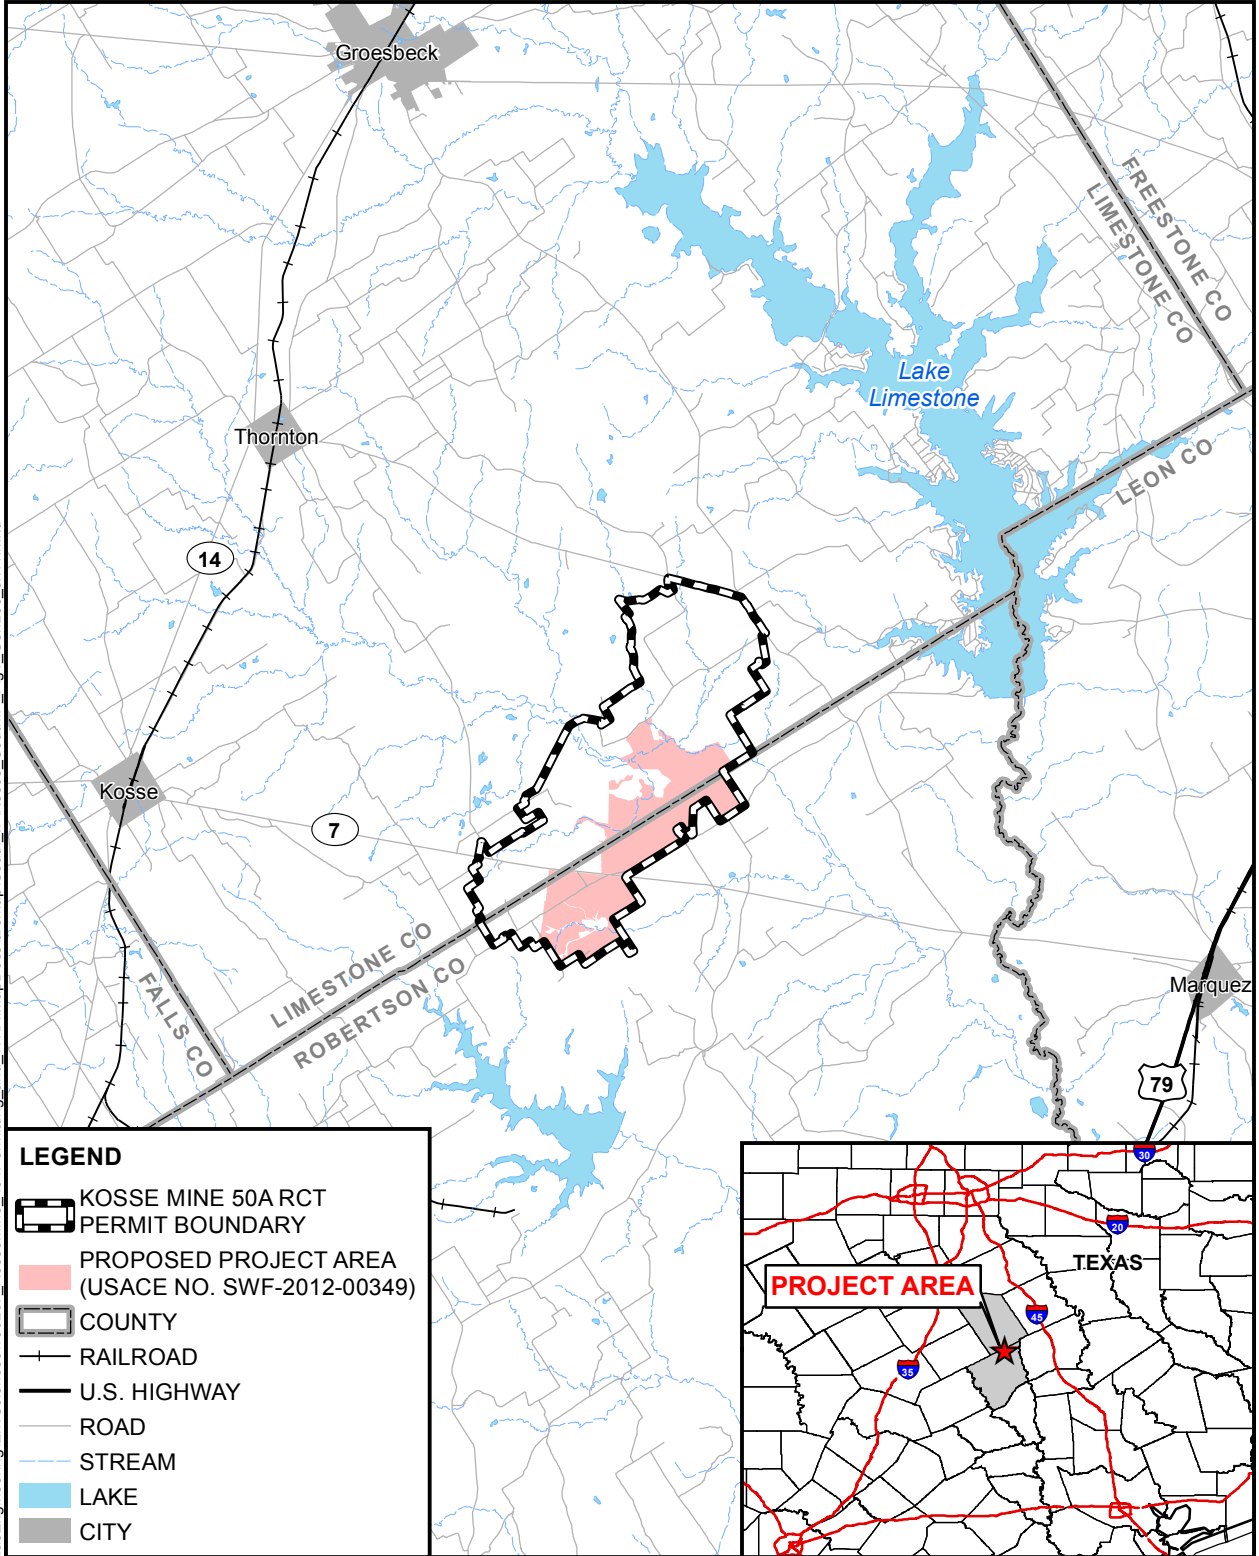 Groesbeck
FREESTONE CO
LIMESTONE CO
Lake
Limestone
Thornton
LEON CO
14
Kosse
7
LIMESTONE CO
ROBERTSON CO
FALLS CO
Marquez
79
LEGEND
KOSSE MINE 50A RCT
PERMIT BOUNDARY
PROPOSED PROJECT AREA
(USACE NO. SWF-2012-00349)
COUNTY
RAILROAD
U.S. HIGHWAY
ROAD
STREAM
LAKE
CITY
30
20
TEXAS
PROJECT AREA
45
35